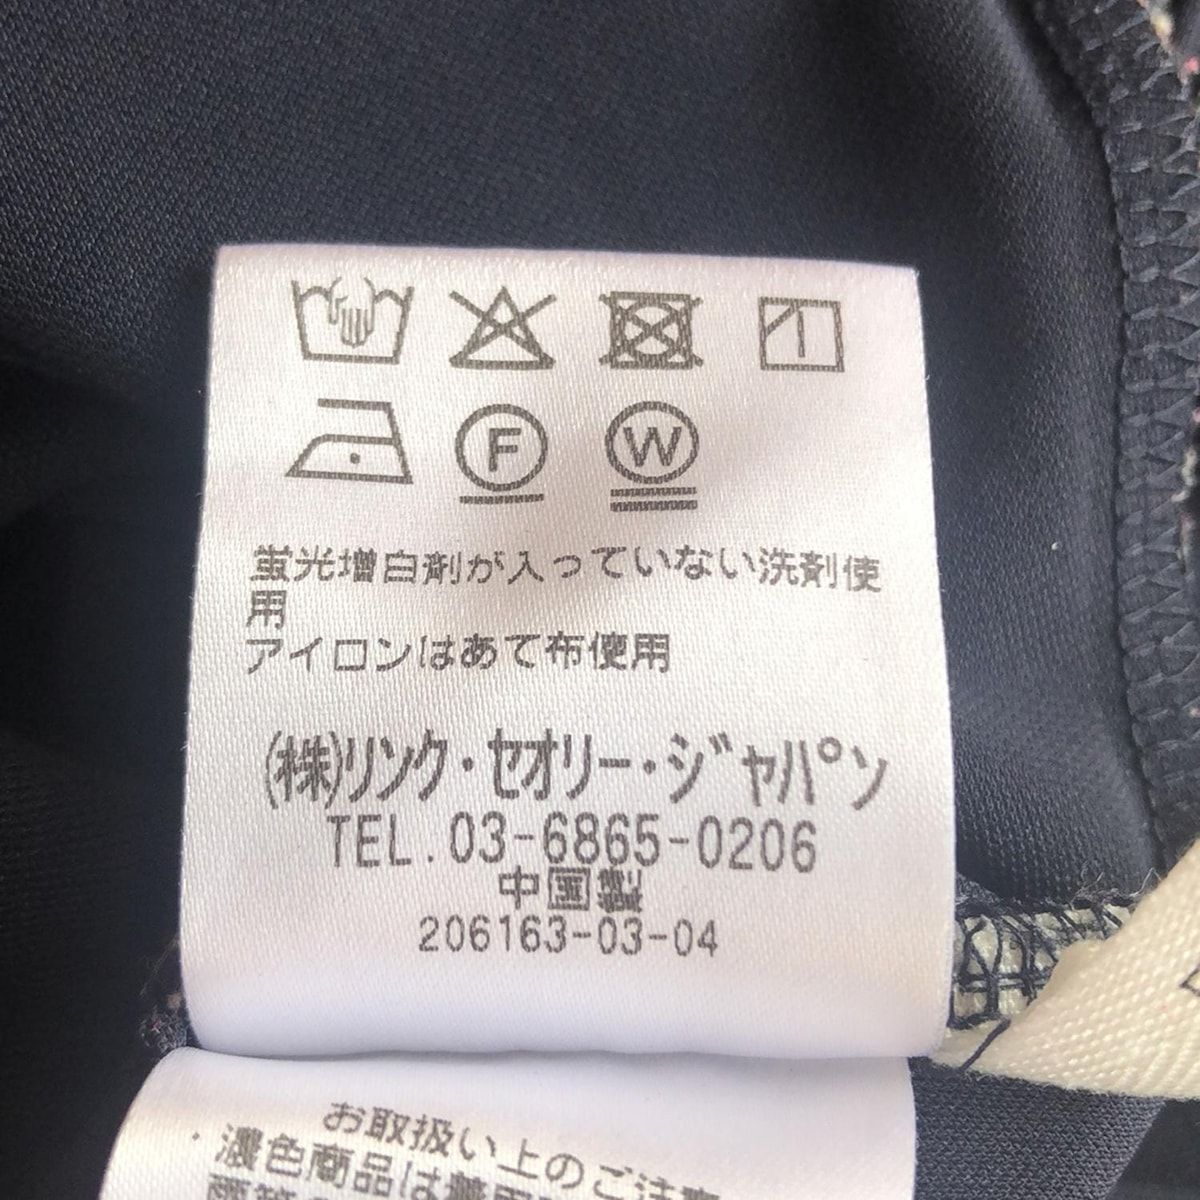 F
W
蛍光増白剤が入っていない洗剤使
用
アイロンはあて布使用
(株)リンク・セオリー・ジャパン
TEL.03-6865-0206
中国製
206163-03-04
お取扱い上のご注意
・濃色商品は着用